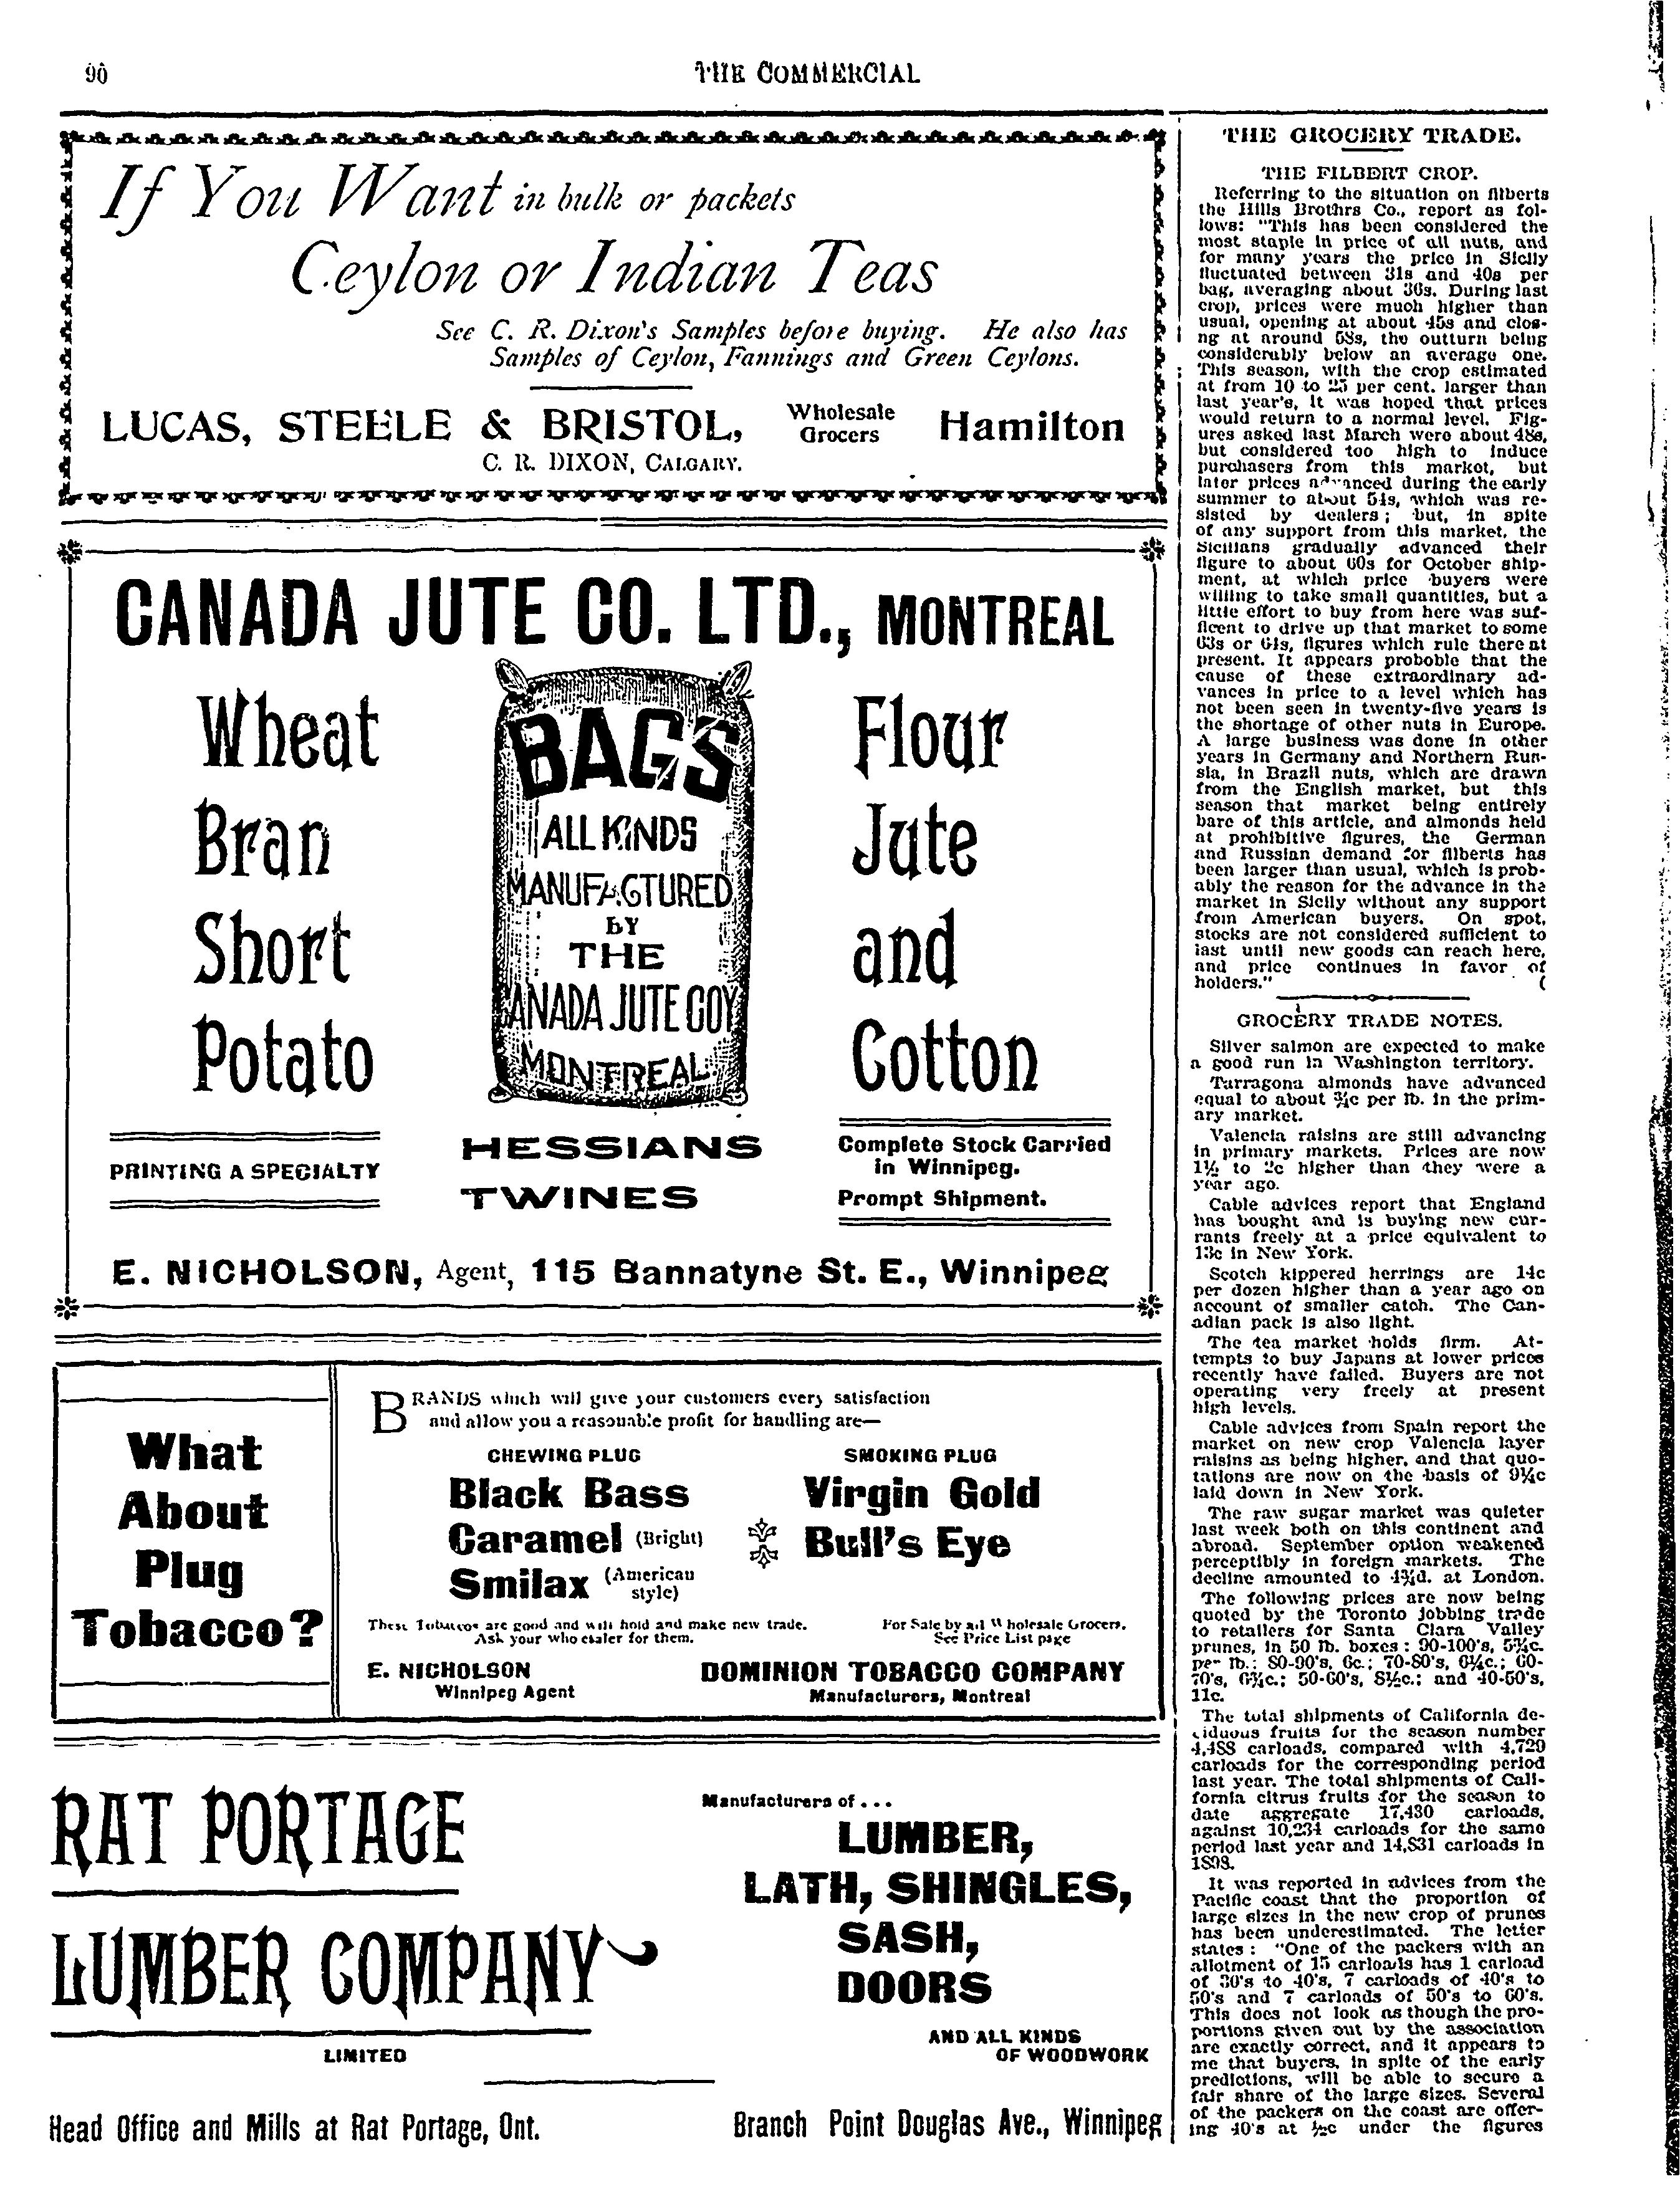 90
THE COMMERCIAL
If You Want in bulk or packets
Ceylon or Indian Teas
See C. R. Dixon's Samples before buying. He also has
Samples of Ceylon, Fannings and Green Ceylons.
LUCAS, STEELE & BRISTOL, Wholesale Grocers Hamilton
C. R. DIXON, CALGARY.
CANADA JUTE CO. LTD., MONTREAL
Wheat
Bran
Short
Potato
BAGS
ALL KINDS
MANUFACTURED
BY
THE
CANADA JUTE COY
MONTREAL
Flour
Jute
and
Cotton
PRINTING A SPECIALTY
HESSIANS
TWINES
Complete Stock Carried
in Winnipeg.
Prompt Shipment.
E. NICHOLSON, Agent, 115 Bannatyne St. E., Winnipeg
What
About
Plug
Tobacco?
BRANDS which will give your customers every satisfaction
and allow you a reasonable profit for handling are—
CHEWING PLUG
Black Bass
Caramel (Bright)
Smilax (American style)
SMOKING PLUG
Virgin Gold
Bull's Eye
These Tobaccos are good and will hold and make new trade.
Ask your wholesaler for them.
For Sale by all Wholesale Grocers.
See Price List page
E. NICHOLSON
Winnipeg Agent
DOMINION TOBACCO COMPANY
Manufacturers, Montreal
RAT PORTAGE
LUMBER COMPANY
LIMITED
Manufacturers of ...
LUMBER,
LATH, SHINGLES,
SASH,
DOORS
AND ALL KINDS
OF WOODWORK
Head Office and Mills at Rat Portage, Ont.
Branch Point Douglas Ave., Winnipeg
THE GROCERY TRADE.
THE FILBERT CROP.
Referring to the situation on filberts
the Hills Brothrs Co., report as fol-
lows: "This has been considered the
most staple in price of all nuts, and
for many years the price in Sicily
fluctuated between 31s and 40s per
bag, averaging about 36s. During last
crop, prices were much higher than
usual, opening at about 45s and clos-
ng at around 58s, the outturn being
considerably below an average one.
This season, with the crop estimated
at from 10 to 25 per cent. larger than
last year's, it was hoped that prices
would return to a normal level. Fig-
ures asked last March were about 48s,
but considered too high to induce
purchasers from this market, but
later prices advanced during the early
summer to about 54s, which was re-
sisted by dealers; but, in spite
of any support from this market, the
Sicilians gradually advanced their
figure to about 60s for October ship-
ment, at which price buyers were
willing to take small quantities, but a
little effort to buy from here was suf-
ficent to drive up that market to some
63s or 64s, figures which rule there at
present. It appears proboble that the
cause of these extraordinary ad-
vances in price to a level which has
not been seen in twenty-five years is
the shortage of other nuts in Europe.
A large business was done in other
years in Germany and Northern Rus-
sia, in Brazil nuts, which are drawn
from the English market, but this
season that market being entirely
bare of this article, and almonds held
at prohibitive figures, the German
and Russian demand for filberts has
been larger than usual, which is prob-
ably the reason for the advance in the
market in Sicily without any support
from American buyers. On spot,
stocks are not considered sufficient to
last until new goods can reach here,
and price continues in favor of
holders."
GROCERY TRADE NOTES.
Silver salmon are expected to make
a good run in Washington territory.
Tarragona almonds have advanced
equal to about ¾c per lb. in the prim-
ary market.
Valencia raisins are still advancing
in primary markets. Prices are now
1½ to 2c higher than they were a
year ago.
Cable advices report that England
has bought and is buying new cur-
rants freely at a price equivalent to
13c in New York.
Scotch kippered herrings are 14c
per dozen higher than a year ago on
account of smaller catch. The Can-
adian pack is also light.
The tea market holds firm. At-
tempts to buy Japans at lower prices
recently have failed. Buyers are not
operating very freely at present
high levels.
Cable advices from Spain report the
market on new crop Valencia layer
raisins as being higher, and that quo-
tations are now on the basis of 9¼c
laid down in New York.
The raw sugar market was quieter
last week both on this continent and
abroad. September option weakened
perceptibly in foreign markets. The
decline amounted to 4¾d. at London.
The following prices are now being
quoted by the Toronto jobbing trade
to retailers for Santa Clara Valley
prunes, in 50 lb. boxes: 90-100's, 5¾c.
per lb.; 80-90's, 6c.; 70-80's, 6¼c.; 60-
70's, 6¾c.; 50-60's, 8½c.; and 40-50's,
11c.
The total shipments of California de-
ciduous fruits for the season number
4,488 carloads, compared with 4,729
carloads for the corresponding period
last year. The total shipments of Cali-
fornia citrus fruits for the season to
date aggregate 17,430 carloads,
against 10,234 carloads for the same
period last year and 14,831 carloads in
1898.
It was reported in advices from the
Pacific coast that the proportion of
large sizes in the new crop of prunes
has been underestimated. The letter
states: "One of the packers with an
allotment of 15 carloads has 1 carload
of 30's to 40's, 7 carloads of 40's to
50's and 7 carloads of 50's to 60's.
This does not look as though the pro-
portions given out by the association
are exactly correct, and it appears to
me that buyers, in spite of the early
predictions, will be able to secure a
fair share of the large sizes. Several
of the packers on the coast are offer-
ing 40's at ½c under the figures